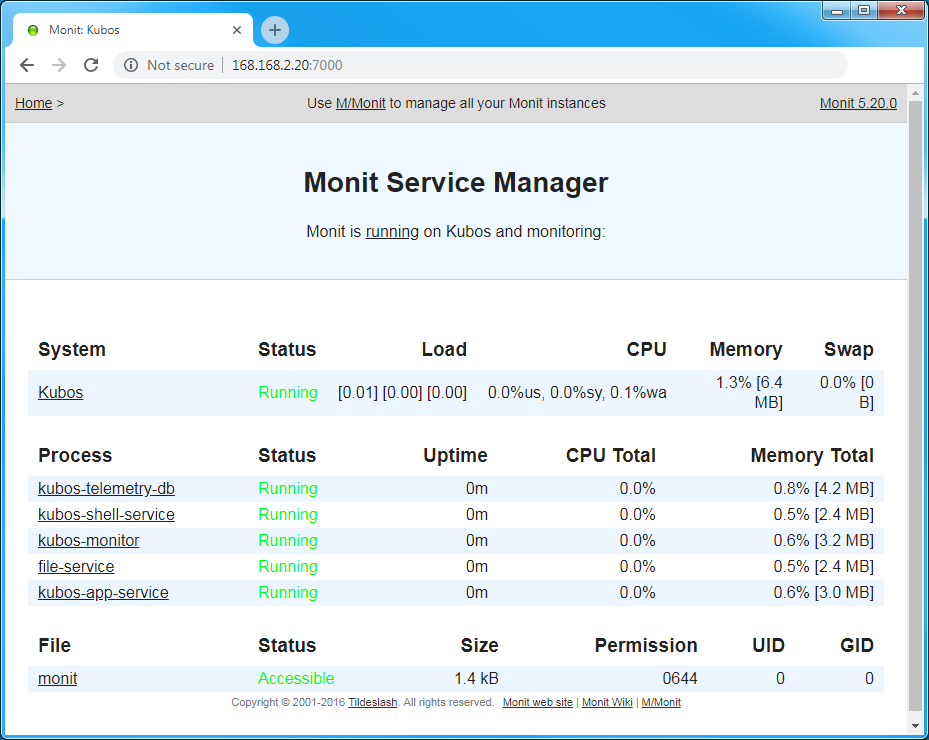 Monit: Kubos
Not secure | 168.168.2.20:7000
Home > Use M/Monit to manage all your Monit instances Monit 5.20.0
Monit Service Manager
Monit is running on Kubos and monitoring:
System Status Load CPU Memory Swap
Kubos Running [0.01] [0.00] [0.00] 0.0%us, 0.0%sy, 0.1%wa 1.3% [6.4 MB] 0.0% [0 B]
Process Status Uptime CPU Total Memory Total
kubos-telemetry-db Running 0m 0.0% 0.8% [4.2 MB]
kubos-shell-service Running 0m 0.0% 0.5% [2.4 MB]
kubos-monitor Running 0m 0.0% 0.6% [3.2 MB]
file-service Running 0m 0.0% 0.5% [2.4 MB]
kubos-app-service Running 0m 0.0% 0.6% [3.0 MB]
File Status Size Permission UID GID
monit Accessible 1.4 kB 0644 0 0
Copyright © 2001-2016 Tildeslash. All rights reserved. Monit web site | Monit Wiki | M/Monit